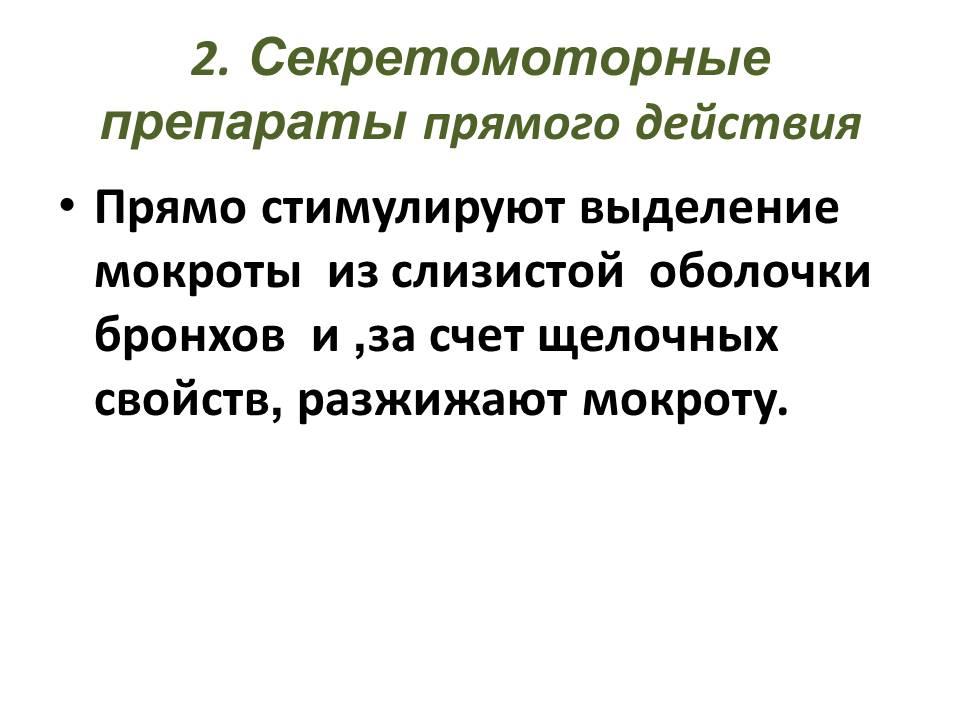 2. Секретомоторные
препараты прямого действия
• Прямо стимулируют выделение
мокроты  из слизистой  оболочки
бронхов  и ,за счет щелочных
свойств, разжижают мокроту.